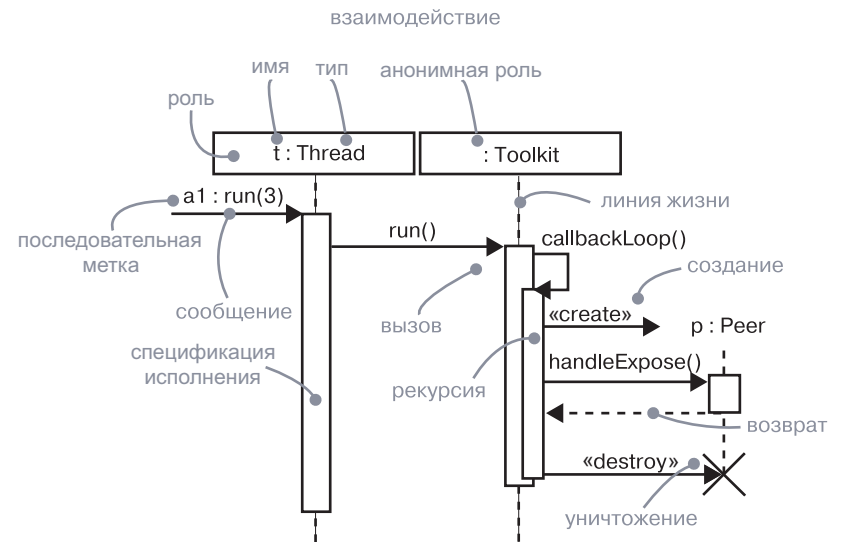 взаимодействие
имя
тип
анонимная роль
роль
t : Thread
: Toolkit
a1 : run(3)
линия жизни
последовательная
метка
run()
callbackLoop()
создание
сообщение
вызов
«create»
p : Peer
спецификация
исполнения
handleExpose()
рекурсия
возврат
«destroy»
уничтожение